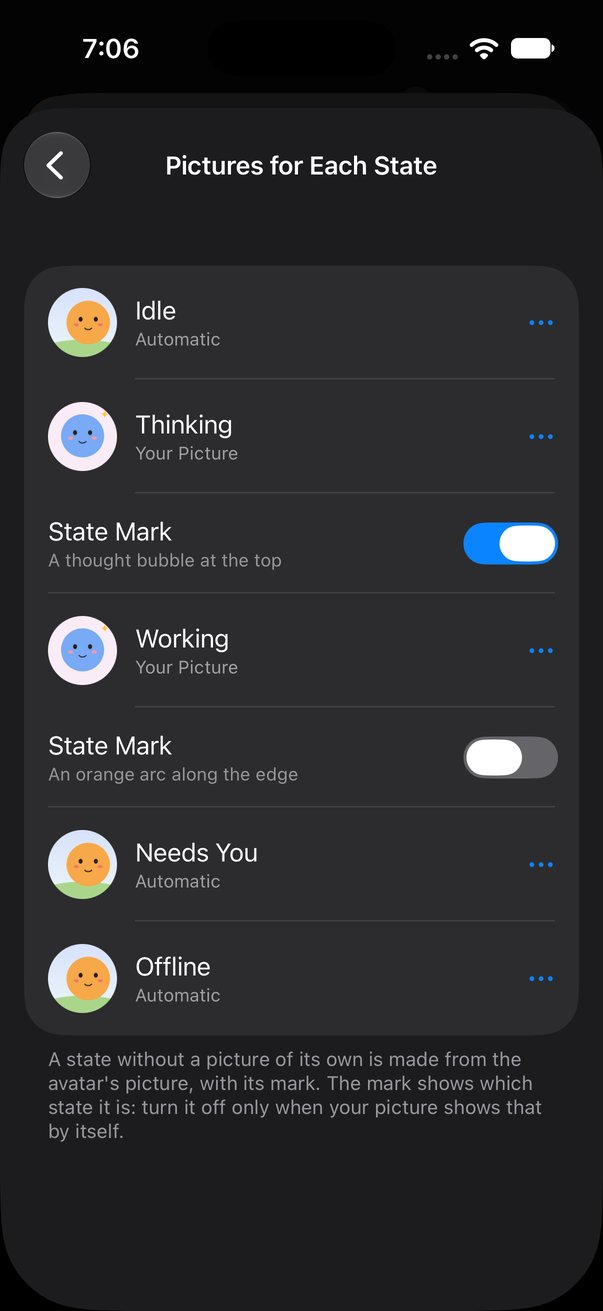 7:06
Pictures for Each State
Idle
Automatic
Thinking
Your Picture
State Mark
A thought bubble at the top
Working
Your Picture
State Mark
An orange arc along the edge
Needs You
Automatic
Offline
Automatic
A state without a picture of its own is made from the
avatar's picture, with its mark. The mark shows which
state it is: turn it off only when your picture shows that
by itself.